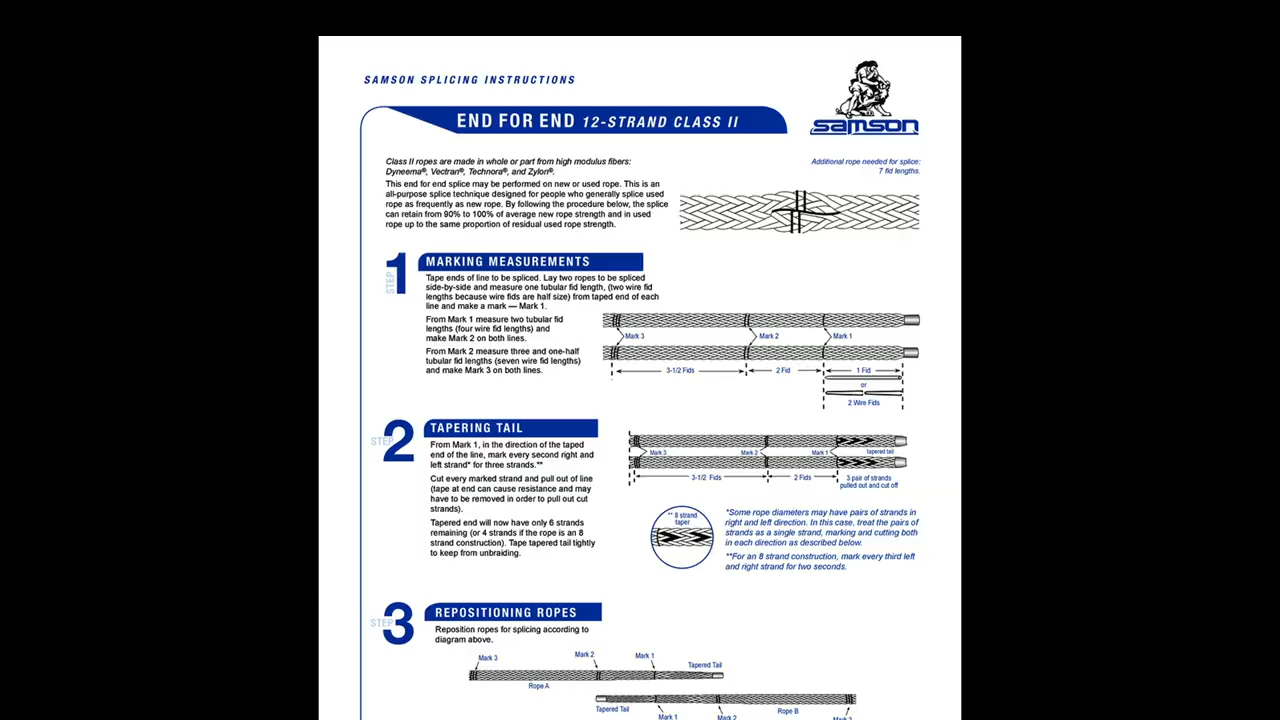 SAMSON SPLICING INSTRUCTIONS
END FOR END 12-STRAND CLASS II
samson
Class II ropes are made in whole or part from high modulus fibers:
Dyneema®, Vectran®, Technora®, and Zylon®.
Additional rope needed for splice:
7 fid lengths.
This end for end splice may be performed on new or used rope. This is an
all-purpose splice technique designed for people who generally splice used
rope as frequently as new rope. By following the procedure below, the splice
can retain from 90% to 100% of average new rope strength and in used
rope up to the same proportion of residual used rope strength.
STEP 1
MARKING MEASUREMENTS
Tape ends of line to be spliced. Lay two ropes to be spliced
side-by-side and measure one tubular fid length, (two wire fid
lengths because wire fids are half size) from taped end of each
line and make a mark — Mark 1.
From Mark 1 measure two tubular fid
lengths (four wire fid lengths) and
make Mark 2 on both lines.
From Mark 2 measure three and one-half
tubular fid lengths (seven wire fid lengths)
and make Mark 3 on both lines.
Mark 3 Mark 2 Mark 1
3-1/2 Fids 2 Fid 1 Fid
or
2 Wire Fids
STEP 2
TAPERING TAIL
From Mark 1, in the direction of the taped
end of the line, mark every second right and
left strand* for three strands.**
Cut every marked strand and pull out of line
(tape at end can cause resistance and may
have to be removed in order to pull out cut
strands).
Tapered end will now have only 6 strands
remaining (or 4 strands if the rope is an 8
strand construction). Tape tapered tail tightly
to keep from unbraiding.
Mark 3 Mark 2 Mark 1 tapered tail
3-1/2 Fids 2 Fids 3 pair of strands
pulled out and cut off
** 8 strand
taper
*Some rope diameters may have pairs of strands in
right and left direction. In this case, treat the pairs of
strands as a single strand, marking and cutting both
in each direction as described below.
**For an 8 strand construction, mark every third left
and right strand for two seconds.
STEP 3
REPOSITIONING ROPES
Reposition ropes for splicing according to
diagram above.
Mark 3 Mark 2 Mark 1 Tapered Tail
Rope A
Tapered Tail Mark 1 Mark 2 Rope B Mark 3